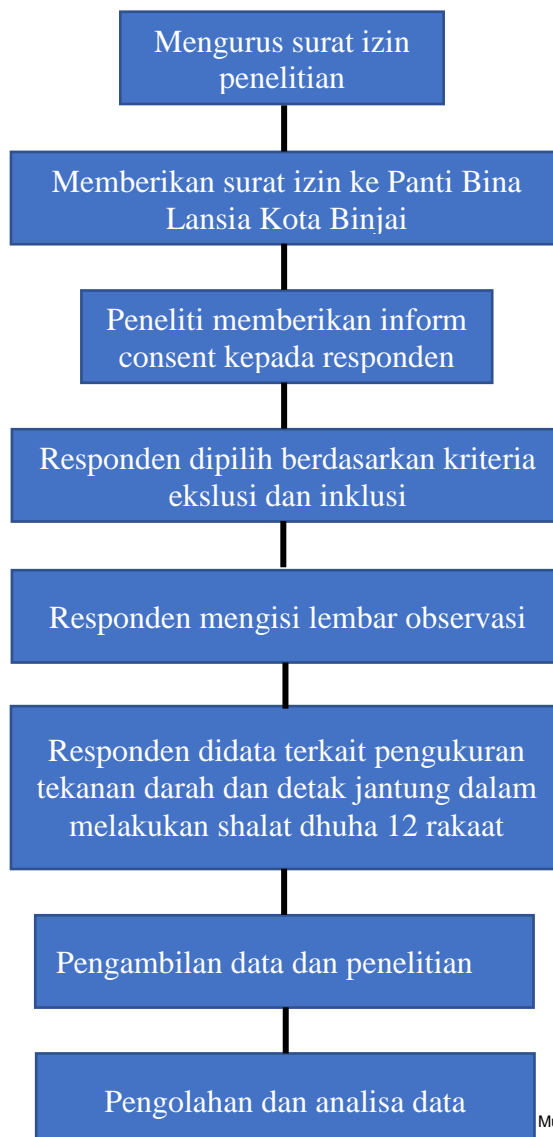 Mengurus surat izin
penelitian
Memberikan surat izin ke Panti Bina
Lansia Kota Binjai
Peneliti memberikan inform
consent kepada responden
Responden dipilih berdasarkan kriteria
ekslusi dan inklusi
Responden mengisi lembar observasi
Responden didata terkait pengukuran
tekanan darah dan detak jantung dalam
melakukan shalat dhuha 12 rakaat
Pengambilan data dan penelitian
Pengolahan dan analisa data